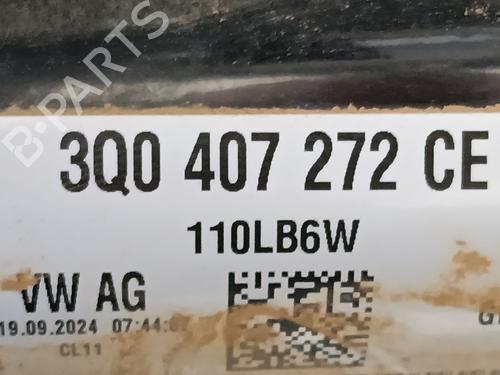 B-PARTS
3Q0 407 272 CE
110LB6W
VW AG
19.09.2024 07:44:
CL11